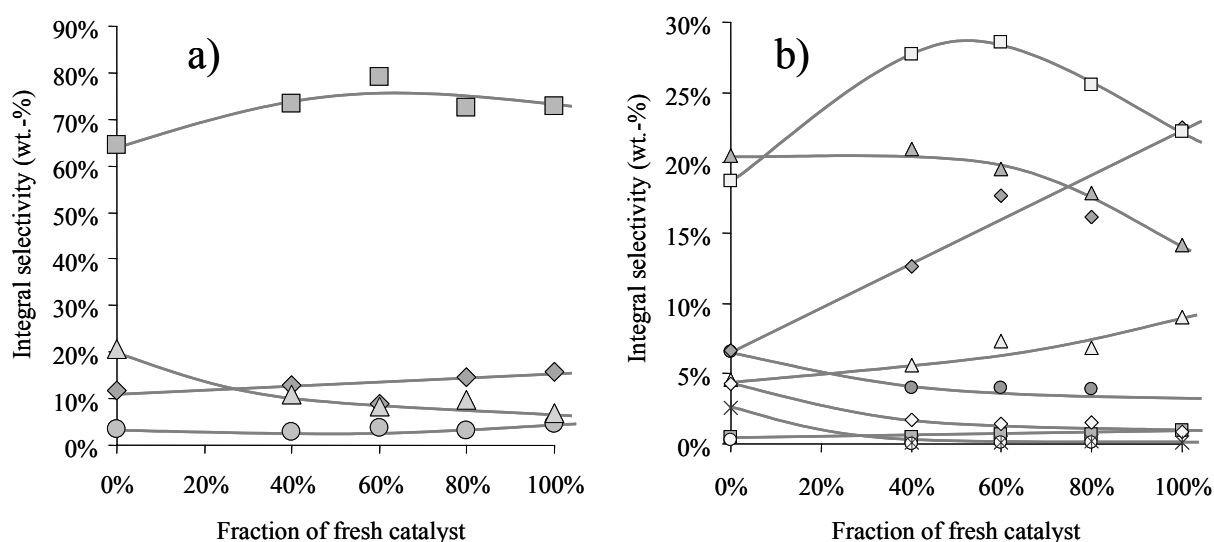 a)
Integral selectivity (wt.-%)
90%
80%
70%
60%
50%
40%
30%
20%
10%
0%
0% 20% 40% 60% 80% 100%
Fraction of fresh catalyst
b)
Integral selectivity (wt.-%)
30%
25%
20%
15%
10%
5%
0%
0% 20% 40% 60% 80% 100%
Fraction of fresh catalyst